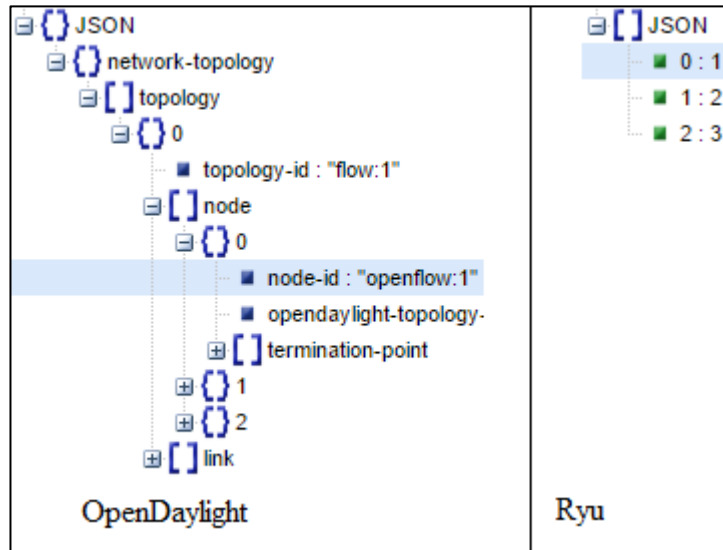 JSON
network-topology
topology
0
topology-id : "flow:1"
node
0
node-id : "openflow:1"
opendaylight-topology-
termination-point
1
2
link
OpenDaylight
JSON
0 : 1
1 : 2
2 : 3
Ryu